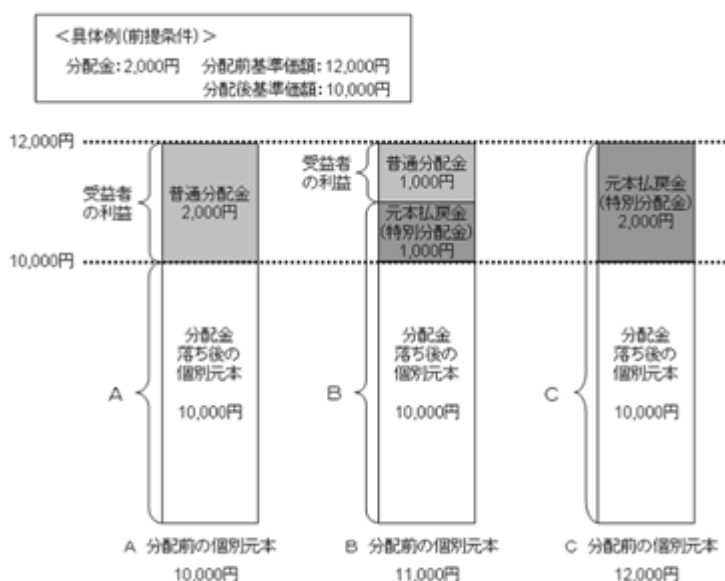 ＜具体例(前提条件)＞
分配金：2,000円　分配前基準価額：12,000円
分配後基準価額：10,000円
12,000円
受益者
の利益
普通分配金
2,000円
受益者
の利益
普通分配金
1,000円
元本払戻金
(特別分配金)
1,000円
元本払戻金
(特別分配金)
2,000円
10,000円
A
分配金
落ち後の
個別元本
10,000円
B
分配金
落ち後の
個別元本
10,000円
C
分配金
落ち後の
個別元本
10,000円
A 分配前の個別元本
10,000円
B 分配前の個別元本
11,000円
C 分配前の個別元本
12,000円